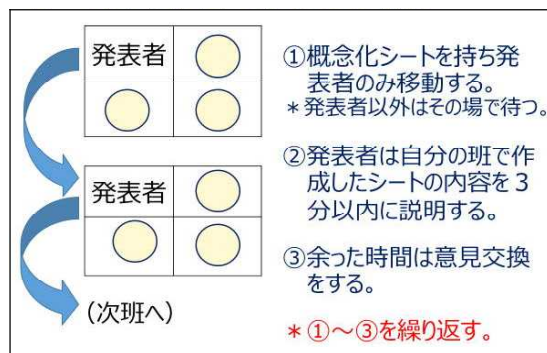 発表者
発表者
(次班へ)
①概念化シートを持ち発
表者のみ移動する。
＊発表者以外はその場で待つ。
②発表者は自分の班で作
成したシートの内容を３
分以内に説明する。
③余った時間は意見交換
をする。
＊①～③を繰り返す。